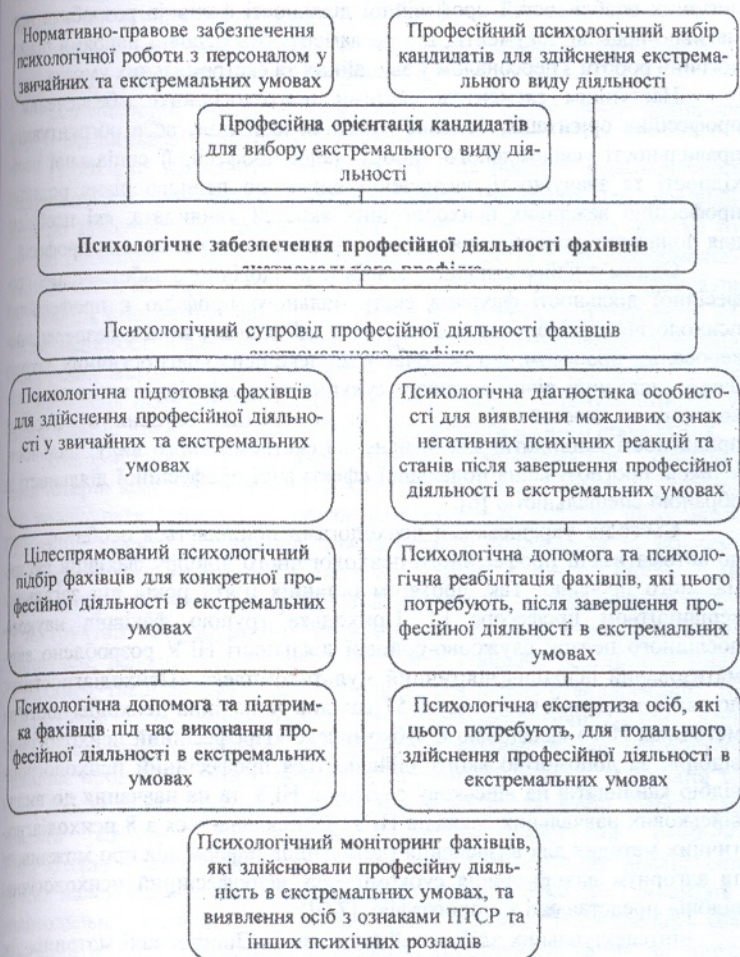 Нормативно-правове забезпечення
психологічної роботи з персоналом у
звичайних та екстремальних умовах
Професійний психологічний вибір
кандидатів для здійснення екстрема-
льного виду діяльності
Професійна орієнтація кандидатів
для вибору екстремального виду дія-
льності
Психологічне забезпечення професійної діяльності фахівців
Психологічний супровід професійної діяльності фахівців
Психологічна підготовка фахівців
для здійснення професійної діяльно-
сті у звичайних та екстремальних
умовах
Психологічна діагностика особисто-
сті для виявлення можливих ознак
негативних психічних реакцій та
станів після завершення професійної
діяльності в екстремальних умовах
Цілеспрямований психологічний
підбір фахівців для конкретної про-
фесійної діяльності в екстремальних
умовах
Психологічна допомога та психоло-
гічна реабілітація фахівців, які цього
потребують, після завершення про-
фесійної діяльності в екстремальних
умовах
Психологічна допомога та підтрим-
ка фахівців під час виконання про-
фесійної діяльності в екстремальних
умовах
Психологічна експертиза осіб, які
цього потребують, для подальшого
здійснення професійної діяльності в
екстремальних умовах
Психологічний моніторинг фахівців,
які здійснювали професійну діяль-
ність в екстремальних умовах, та
виявлення осіб з ознаками ПТСР та
інших психічних розладів